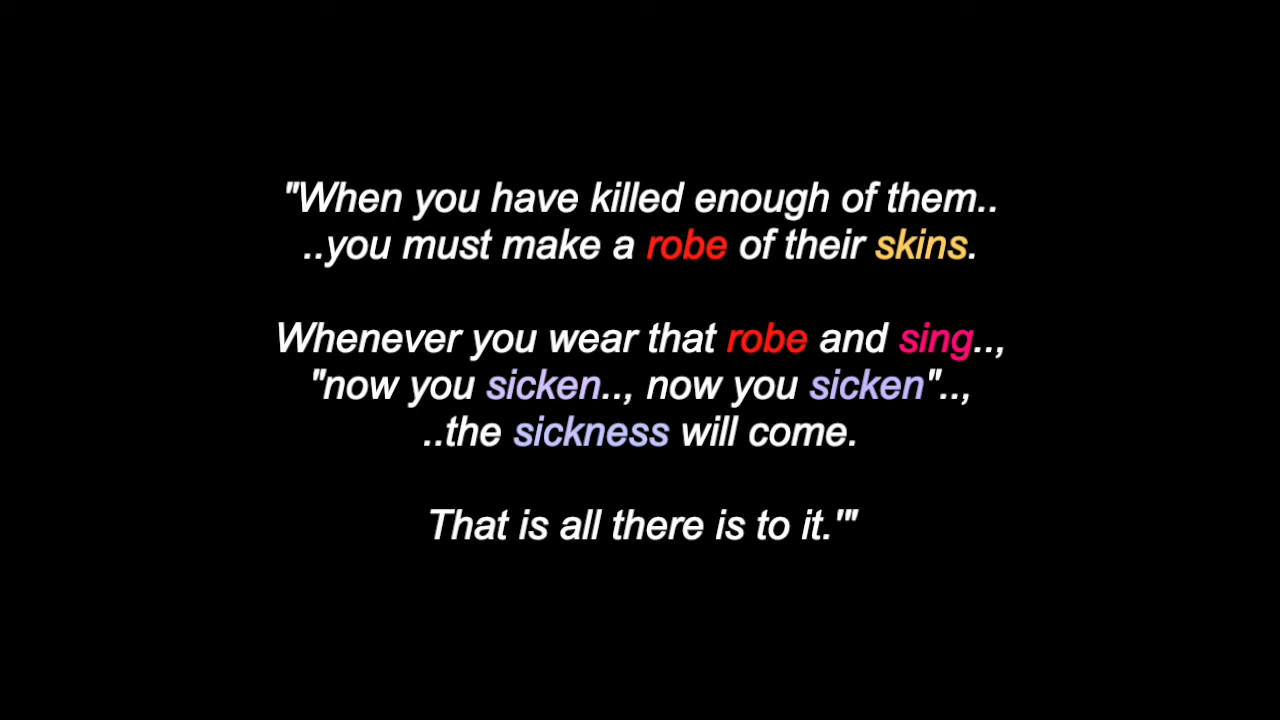 "When you have killed enough of them..
..you must make a robe of their skins.
Whenever you wear that robe and sing..,
"now you sicken.., now you sicken"..,
..the sickness will come.
That is all there is to it.'"